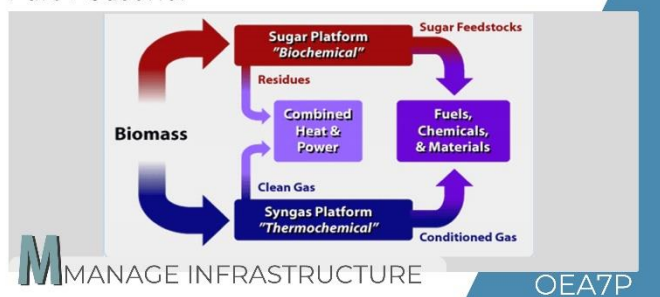 Sugar Feedstocks
Sugar Platform
"Biochemical"
Residues
Combined
Heat &
Power
Fuels,
Chemicals,
& Materials
Biomass
Clean Gas
Syngas Platform
"Thermochemical"
Conditioned Gas
M MANAGE INFRASTRUCTURE
OEA7P